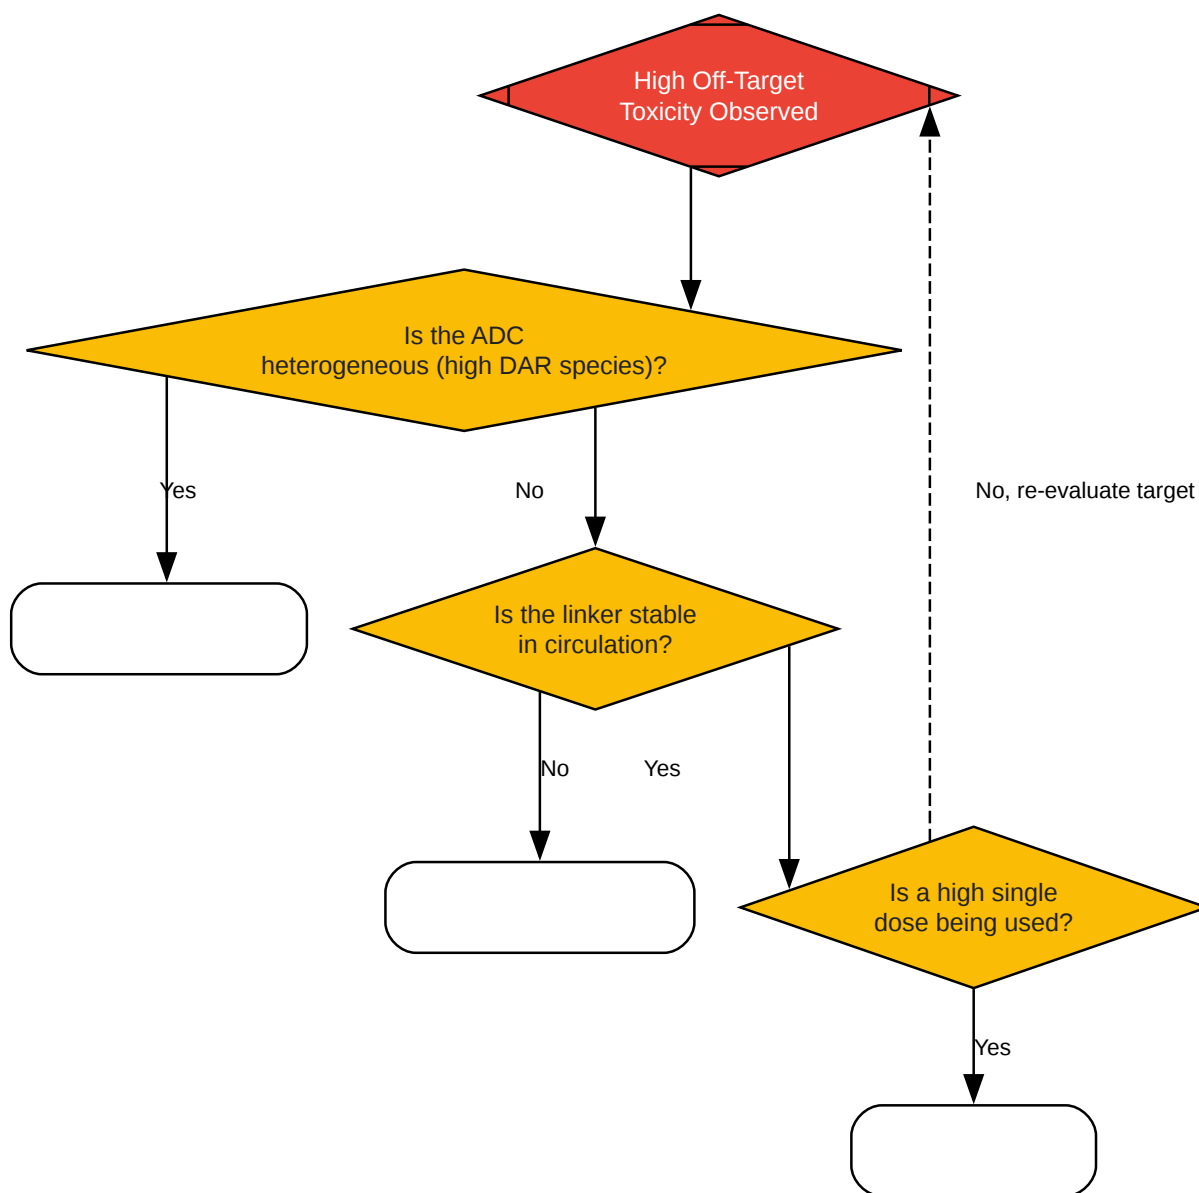 High Off-Target
Toxicity Observed
Is the ADC
heterogeneous (high DAR species)?
Yes
No
No, re-evaluate target
Is the linker stable
in circulation?
No
Yes
Is a high single
dose being used?
Yes